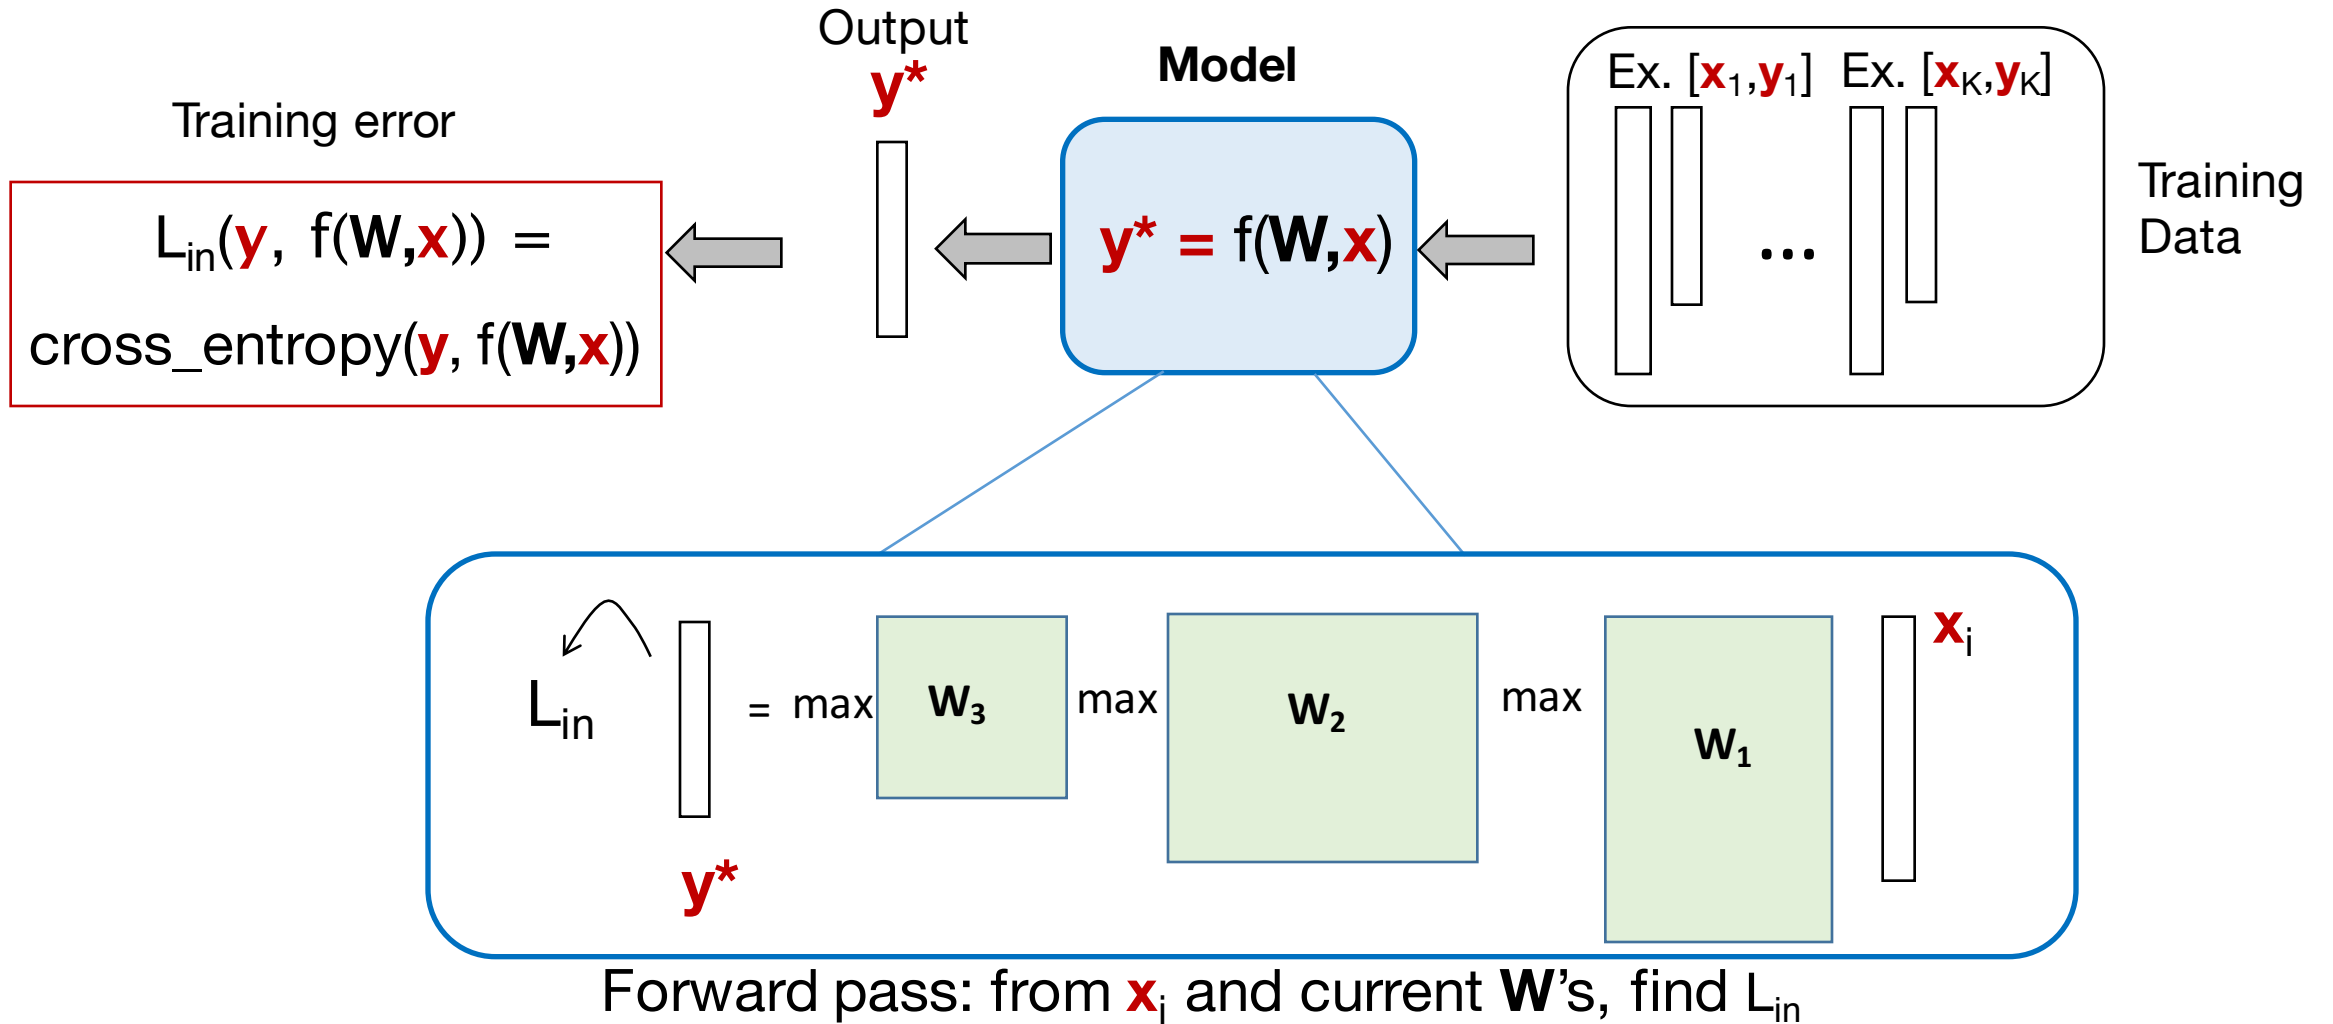 Output
y*
Model
Ex. [x1,y1] Ex. [xK,yK]
Training error
Training
Data
Lin(y, f(W,x)) =
cross_entropy(y, f(W,x))
y* = f(W,x)
...
Lin
= max W3 max W2 max W1 xi
y*
Forward pass: from xi and current W's, find Lin